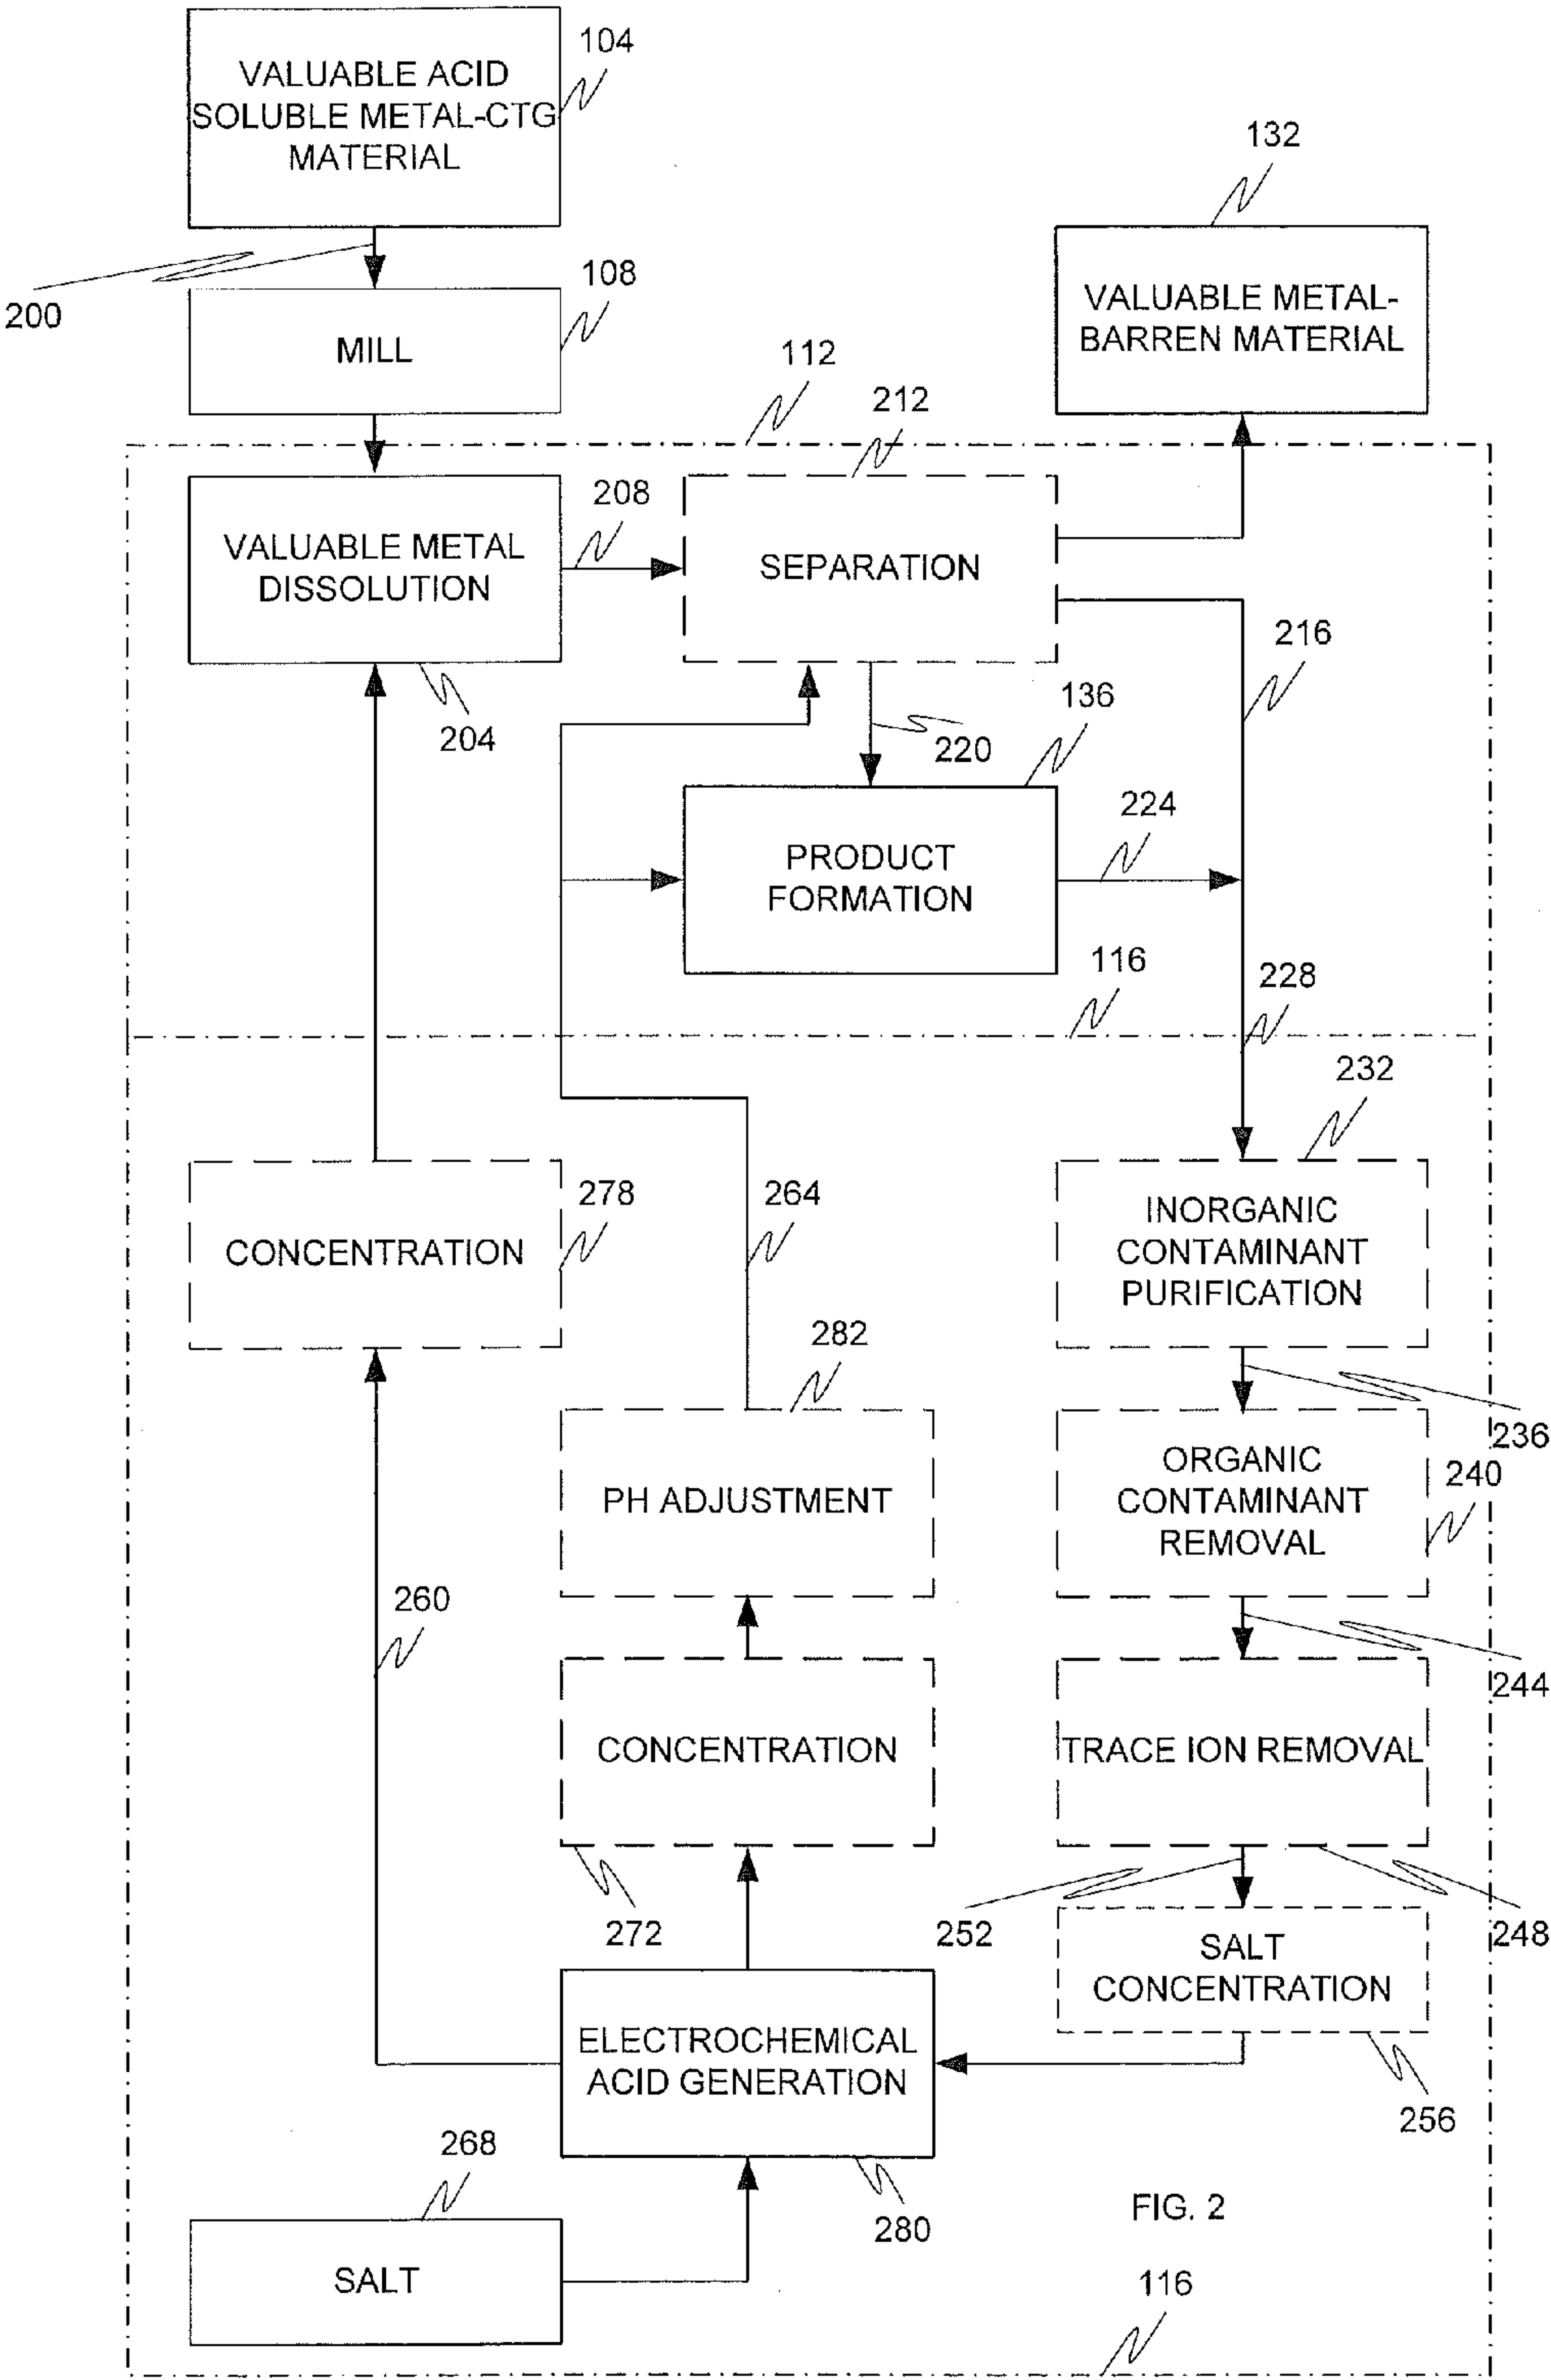 104
VALUABLE ACID
SOLUBLE METAL-CTG
MATERIAL
132
200
108
VALUABLE METAL-
BARREN MATERIAL
MILL
112
212
208
VALUABLE METAL
DISSOLUTION
SEPARATION
216
204
220
136
224
PRODUCT
FORMATION
116
228
232
278
264
INORGANIC
CONTAMINANT
PURIFICATION
CONCENTRATION
282
236
PH ADJUSTMENT
ORGANIC
CONTAMINANT
REMOVAL
240
260
244
CONCENTRATION
TRACE ION REMOVAL
272
252
248
SALT
CONCENTRATION
ELECTROCHEMICAL
ACID GENERATION
256
268
280
FIG. 2
SALT
116